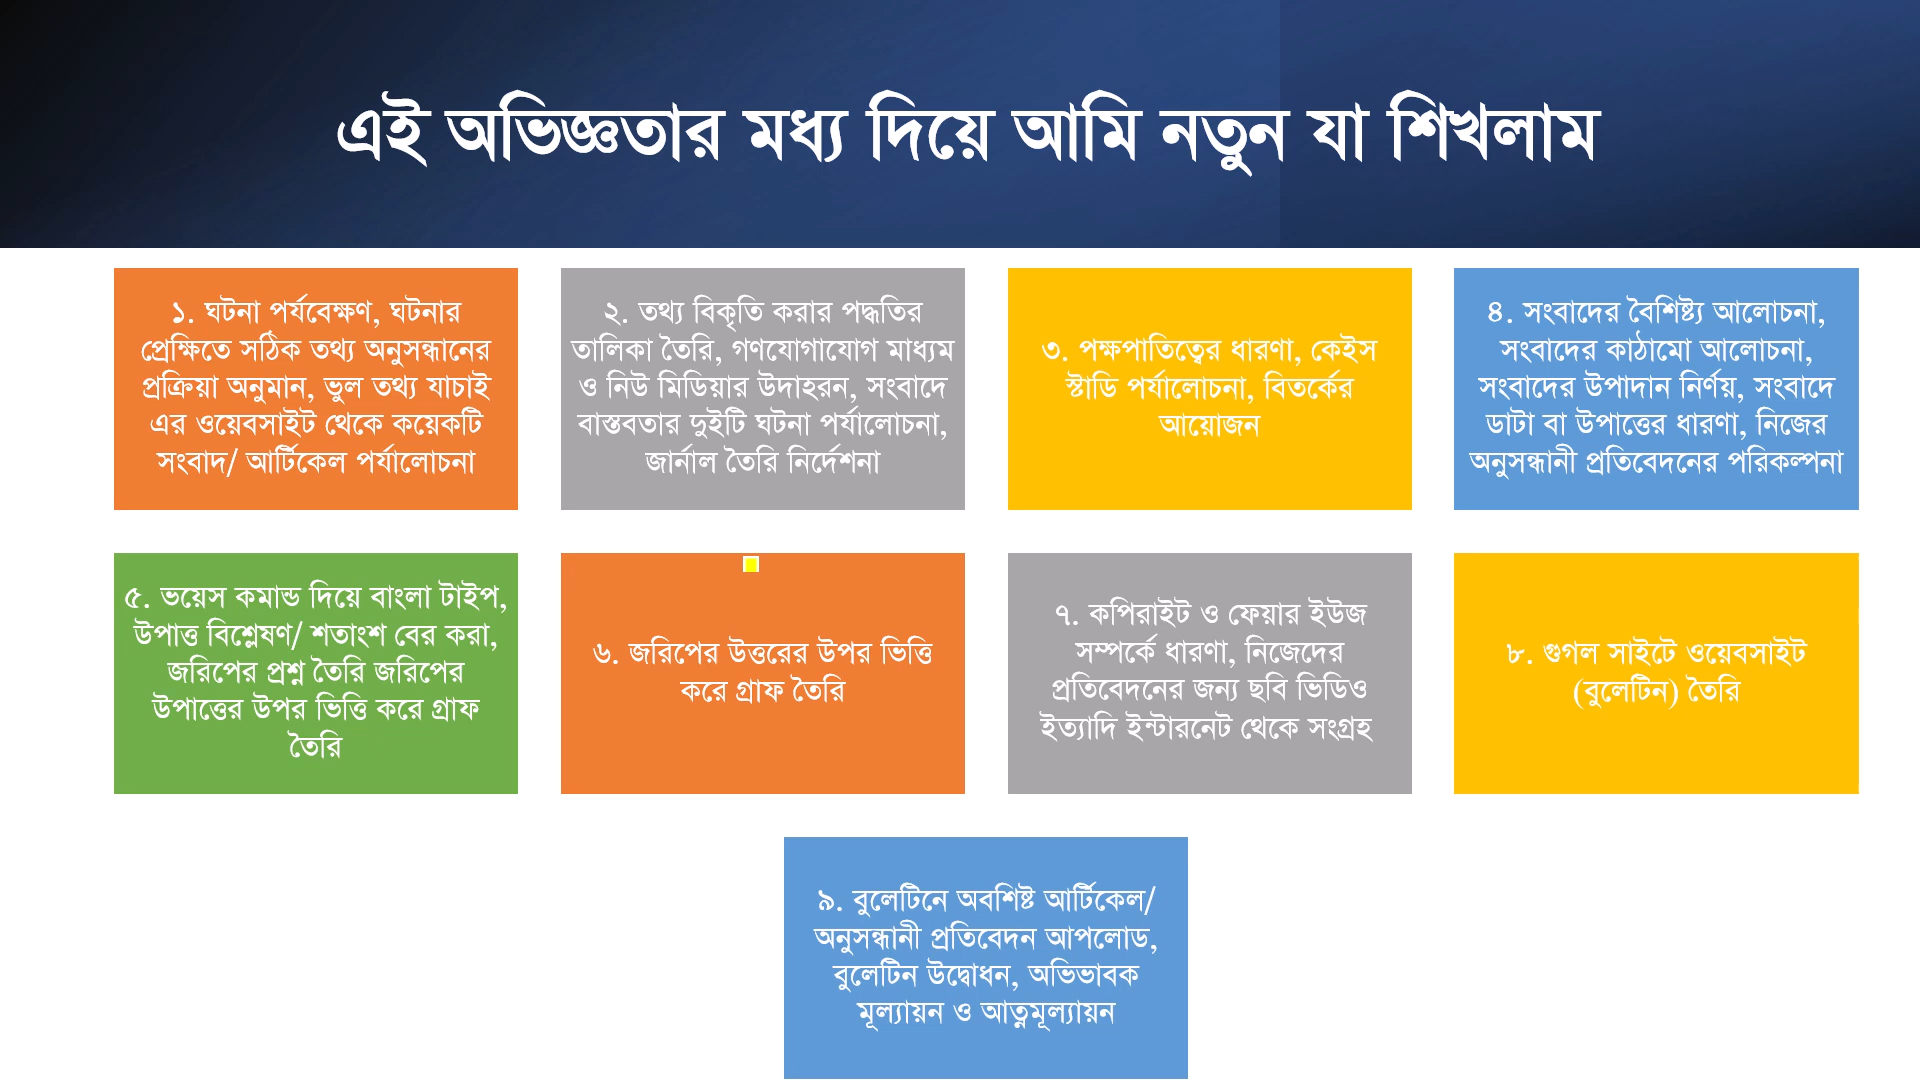 এই অভিজ্ঞতার মধ্য দিয়ে আমি নতুন যা শিখলাম
১. ঘটনা পর্যবেক্ষণ, ঘটনার
প্রেক্ষিতে সঠিক তথ্য অনুসন্ধানের
প্রক্রিয়া অনুমান, ভুল তথ্য যাচাই
এর ওয়েবসাইট থেকে কয়েকটি
সংবাদ/ আর্টিকেল পর্যালোচনা
২. তথ্য বিকৃতি করার পদ্ধতির
তালিকা তৈরি, গণযোগাযোগ মাধ্যম
ও নিউ মিডিয়ার উদাহরন, সংবাদে
বাস্তবতার দুইটি ঘটনা পর্যালোচনা,
জার্নাল তৈরি নির্দেশনা
৩. পক্ষপাতিত্বের ধারণা, কেইস
স্টাডি পর্যালোচনা, বিতর্কের
আয়োজন
৪. সংবাদের বৈশিষ্ট্য আলোচনা,
সংবাদের কাঠামো আলোচনা,
সংবাদের উপাদান নির্ণয়, সংবাদে
ডাটা বা উপাত্তের ধারণা, নিজের
অনুসন্ধানী প্রতিবেদনের পরিকল্পনা
৫. ভয়েস কমান্ড দিয়ে বাংলা টাইপ,
উপাত্ত বিশ্লেষণ/ শতাংশ বের করা,
জরিপের প্রশ্ন তৈরি জরিপের
উপাত্তের উপর ভিত্তি করে গ্রাফ
তৈরি
৬. জরিপের উত্তরের উপর ভিত্তি
করে গ্রাফ তৈরি
৭. কপিরাইট ও ফেয়ার ইউজ
সম্পর্কে ধারণা, নিজেদের
প্রতিবেদনের জন্য ছবি ভিডিও
ইত্যাদি ইন্টারনেট থেকে সংগ্রহ
৮. গুগল সাইটে ওয়েবসাইট
(বুলেটিন) তৈরি
৯. বুলেটিনে অবশিষ্ট আর্টিকেল/
অনুসন্ধানী প্রতিবেদন আপলোড,
বুলেটিন উদ্বোধন, অভিভাবক
মূল্যায়ন ও আত্নমূল্যায়ন